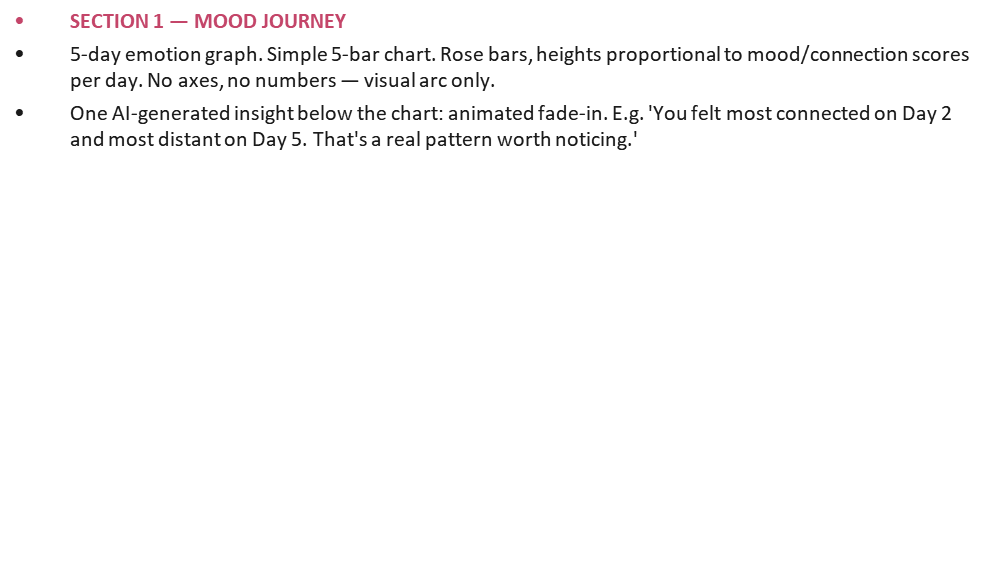 • SECTION 1 — MOOD JOURNEY
• 5-day emotion graph. Simple 5-bar chart. Rose bars, heights proportional to mood/connection scores
per day. No axes, no numbers — visual arc only.
• One AI-generated insight below the chart: animated fade-in. E.g. 'You felt most connected on Day 2
and most distant on Day 5. That's a real pattern worth noticing.'